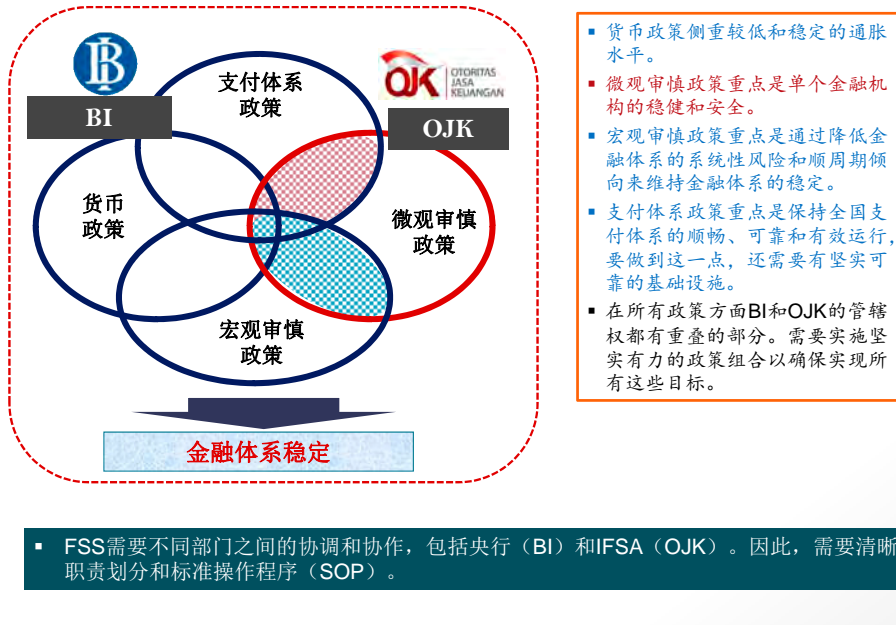 BI
支付体系
政策
OJK
OTORITAS
JASA
KEUANGAN
OJK
货币
政策
微观审慎
政策
宏观审慎
政策
金融体系稳定
▪ 货币政策侧重较低和稳定的通胀
水平。
▪ 微观审慎政策重点是单个金融机
构的稳健和安全。
▪ 宏观审慎政策重点是通过降低金
融体系的系统性风险和顺周期倾
向来维持金融体系的稳定。
▪ 支付体系政策重点是保持全国支
付体系的顺畅、可靠和有效运行，
要做到这一点，还需要有坚实可
靠的基础设施。
▪ 在所有政策方面BI和OJK的管辖
权都有重叠的部分。需要实施坚
实有力的政策组合以确保实现所
有这些目标。
▪ FSS需要不同部门之间的协调和协作，包括央行（BI）和IFSA（OJK）。因此，需要清晰
职责划分和标准操作程序（SOP）。